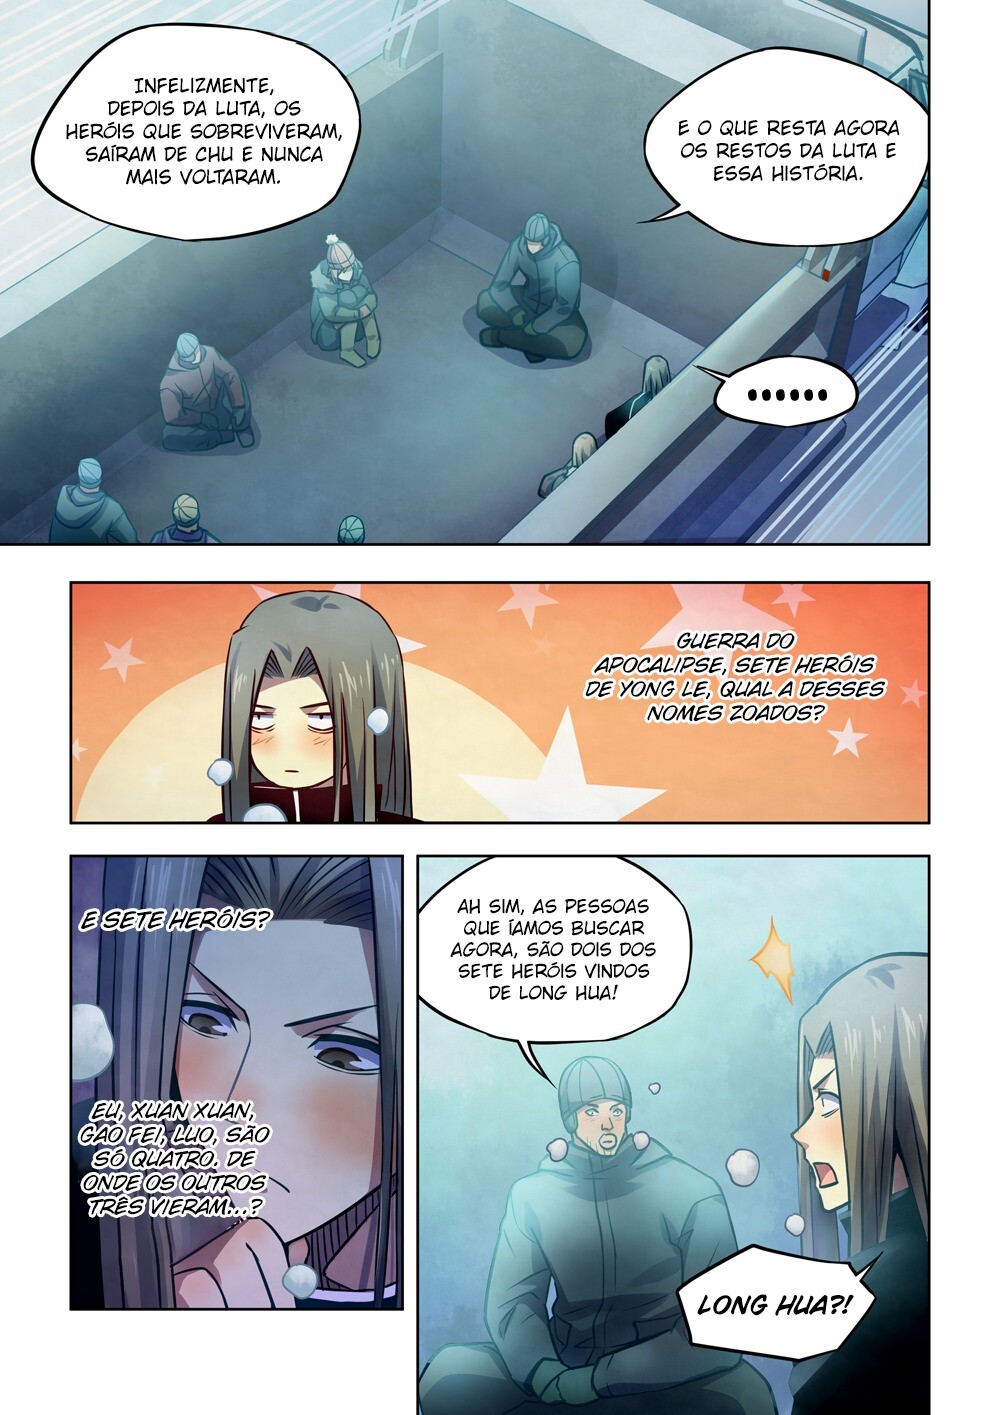 INFELIZMENTE,
DEPOIS DA LUTA, OS
HERÓIS QUE SOBREVIVERAM,
SAÍRAM DE CHU E NUNCA
MAIS VOLTARAM.
E O QUE RESTA AGORA
OS RESTOS DA LUTA E
ESSA HISTÓRIA.
••••••
GUERRA DO
APOCALIPSE, SETE HERÓIS
DE YONG LE, QUAL A DESSES
NOMES ZOADOS?
E SETE HERÓIS?
EU, XUAN XUAN,
GAO FEI, LUO, SÃO
SÓ QUATRO. DE
ONDE OS OUTROS
TRÊS VIERAM...?
AH SIM, AS PESSOAS
QUE ÍAMOS BUSCAR
AGORA, SÃO DOIS DOS
SETE HERÓIS VINDOS
DE LONG HUA!
LONG HUA?!